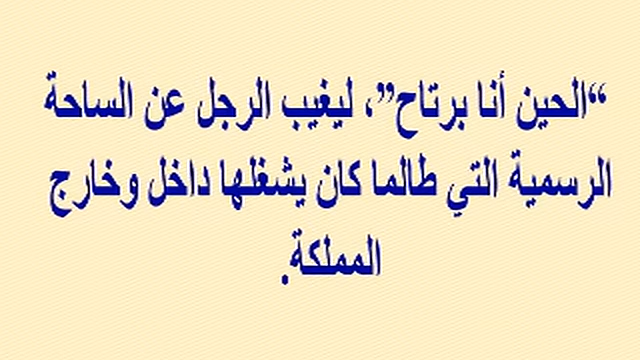 “الحين أنا برتاح”، ليغيب الرجل عن الساحة
الرسمية التي طالما كان يشغلها داخل وخارج
المملكة.